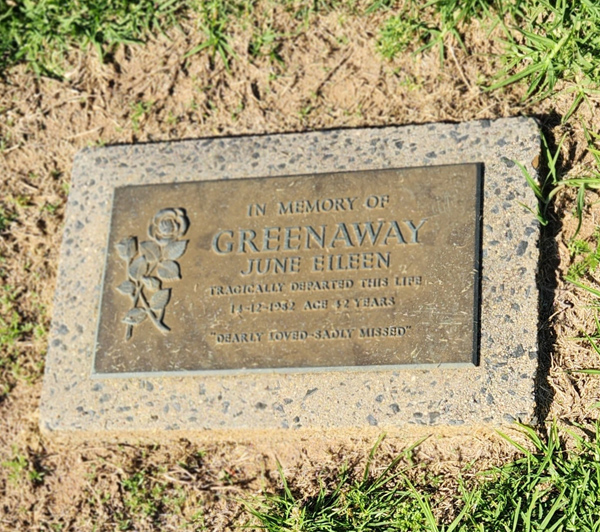 IN MEMORY OF
GREENAWAY
JUNE EILEEN
TRAGICALLY DEPARTED THIS LIFE
14-12-1982 AGE 52 YEARS
"DEARLY LOVED-SADLY MISSED"